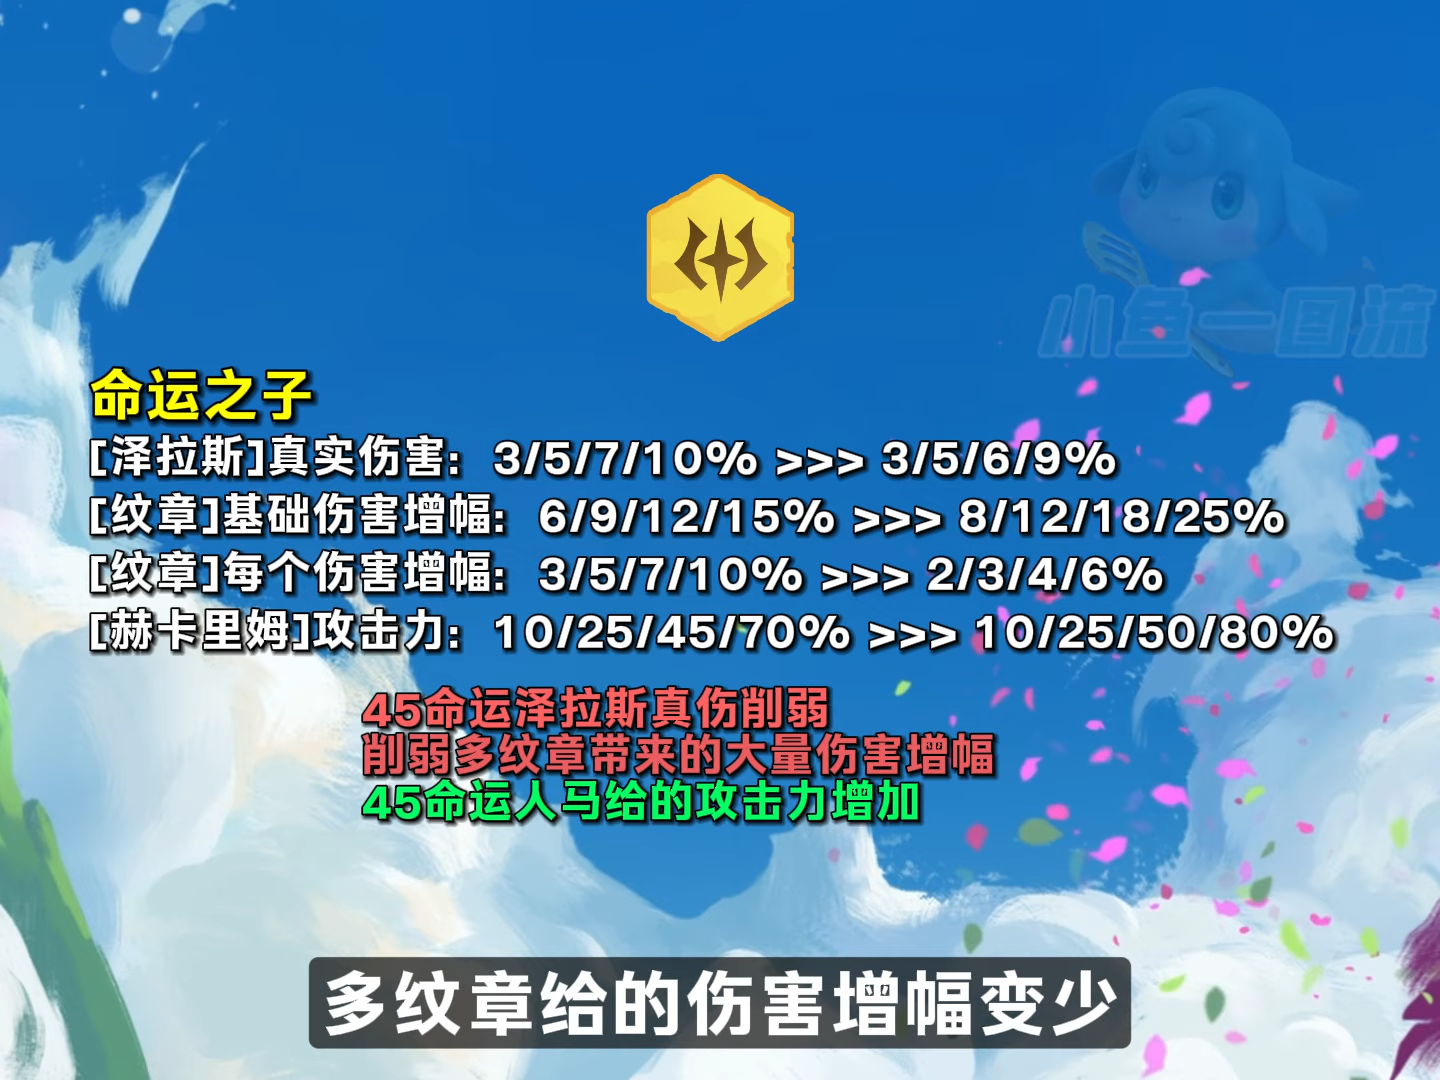 小鱼一图流
命运之子
[泽拉斯]真实伤害: 3/5/7/10% >>> 3/5/6/9%
[纹章]基础伤害增幅: 6/9/12/15% >>> 8/12/18/25%
[纹章]每个伤害增幅: 3/5/7/10% >>> 2/3/4/6%
[赫卡里姆]攻击力: 10/25/45/70% >>> 10/25/50/80%
45命运泽拉斯真伤削弱
削弱多纹章带来的大量伤害增幅
45命运人马给的攻击力增加
多纹章给的伤害增幅变少